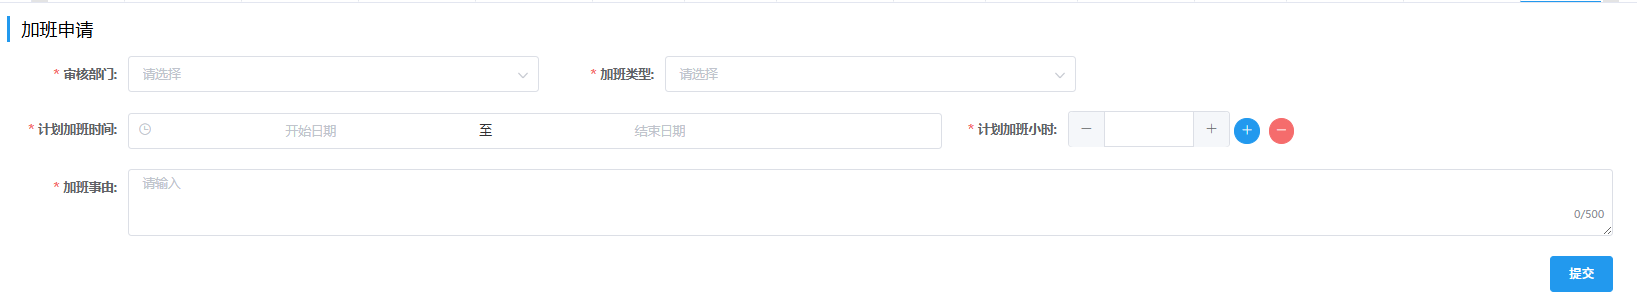 加班申请
* 审核部门: 请选择 * 加班类型: 请选择
* 计划加班时间: 开始日期 至 结束日期 * 计划加班小时:
* 加班事由: 请输入
0/500
提交